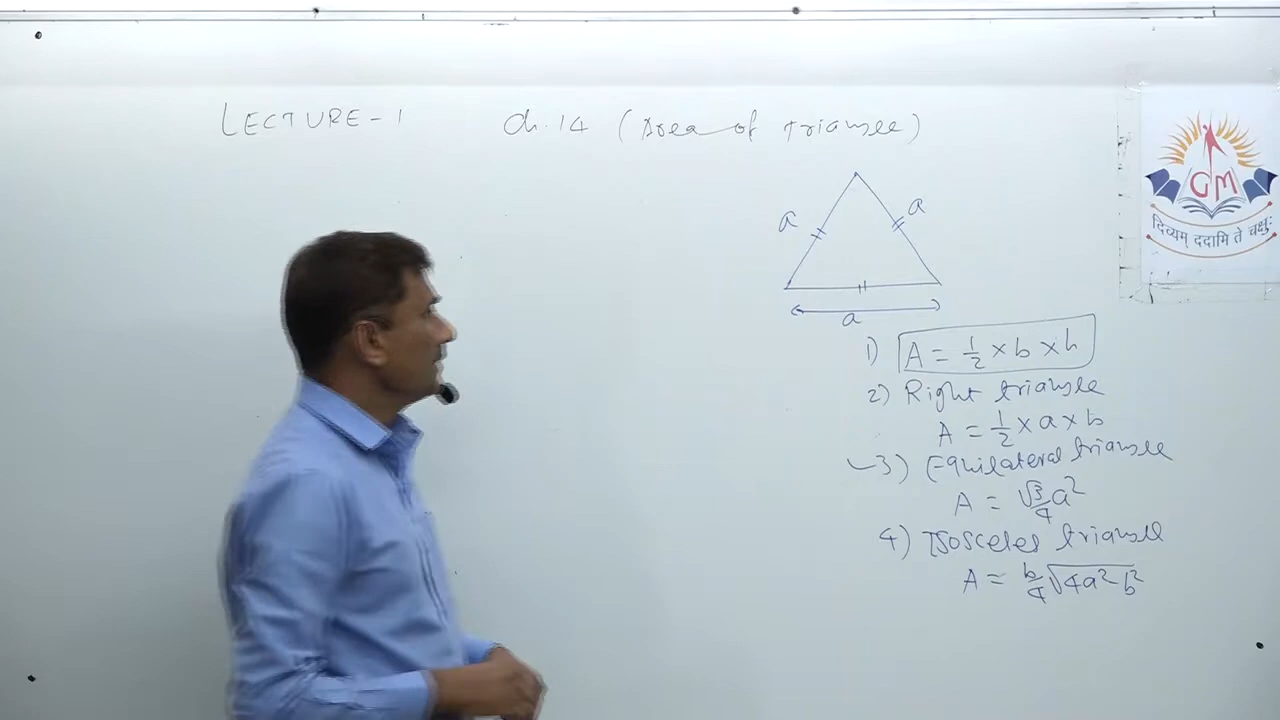 LECTURE-1 Ch. 14 (Area of triangle)
a
a
a
1) A = 1/2 × b × h
2) Right triangle
A = 1/2 × a × b
3) Equilateral triangle
A = √3/4 a²
4) Isosceles triangle
A = b/4 √4a² b²
GM
दिव्यम् ददामि ते चक्षुः